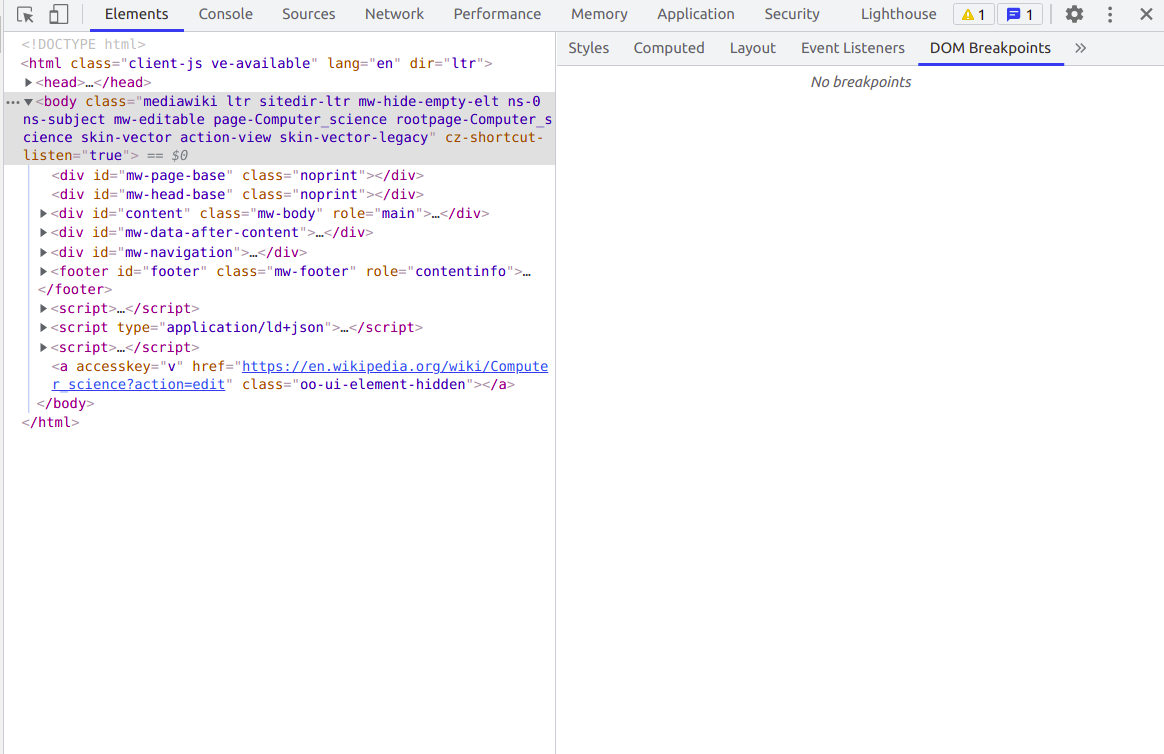 Elements Console Sources Network Performance Memory Application Security Lighthouse 1 1
Styles Computed Layout Event Listeners DOM Breakpoints
No breakpoints
<!DOCTYPE html>
<html class="client-js ve-available" lang="en" dir="ltr">
<head>…</head>
<body class="mediawiki ltr sitedir-ltr mw-hide-empty-elt ns-0
ns-subject mw-editable page-Computer_science rootpage-Computer_s
cience skin-vector action-view skin-vector-legacy" cz-shortcut-
listen="true"> == $0
<div id="mw-page-base" class="noprint"></div>
<div id="mw-head-base" class="noprint"></div>
<div id="content" class="mw-body" role="main">…</div>
<div id="mw-data-after-content">…</div>
<div id="mw-navigation">…</div>
<footer id="footer" class="mw-footer" role="contentinfo">…
</footer>
<script>…</script>
<script type="application/ld+json">…</script>
<script>…</script>
<a accesskey="v" href="https://en.wikipedia.org/wiki/Compute
r_science?action=edit" class="oo-ui-element-hidden"></a>
</body>
</html>